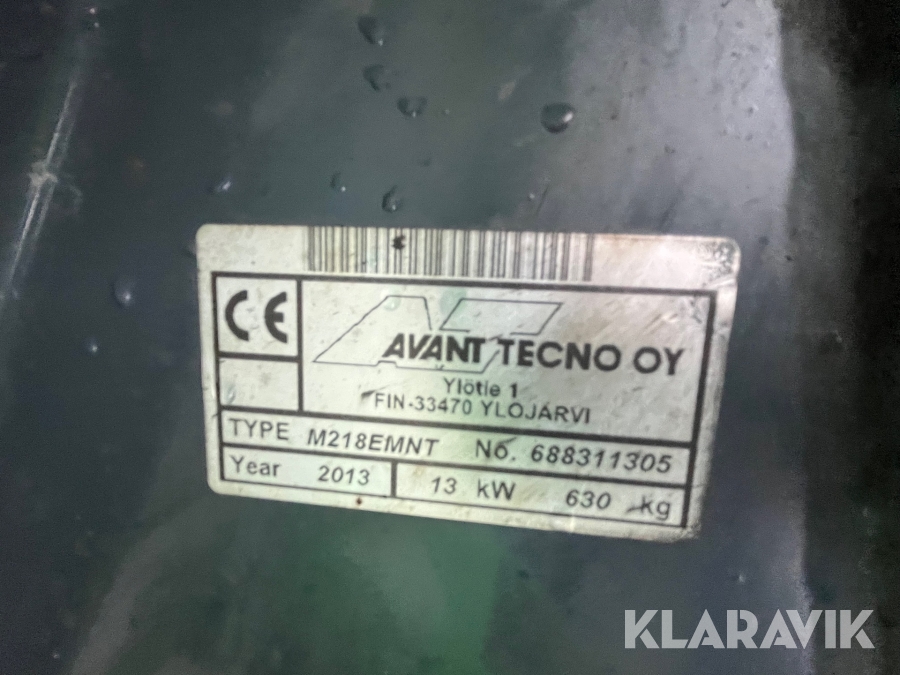 CE
AVANT TECNO OY
Ylötie 1
FIN-33470 YLÖJÄRVI
TYPE M218EMNT No. 688311305
Year 2013 13 kW 630 kg
KLARAVIK